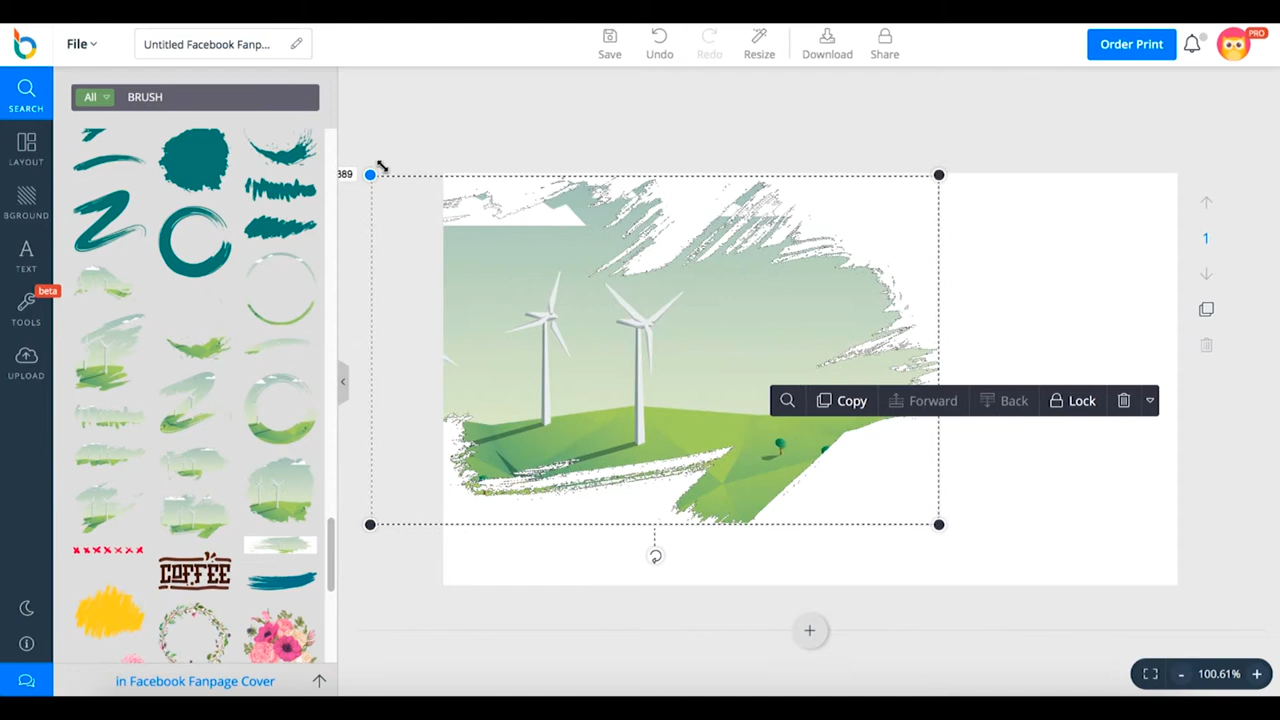 File
Untitled Facebook Fanp...
Save
Undo
Redo
Resize
Download
Share
Order Print
PRO
SEARCH
All
BRUSH
LAYOUT
BGROUND
TEXT
beta
TOOLS
UPLOAD
389
1
Copy
Forward
Back
Lock
COFFEE
in Facebook Fanpage Cover
- 100.61% +